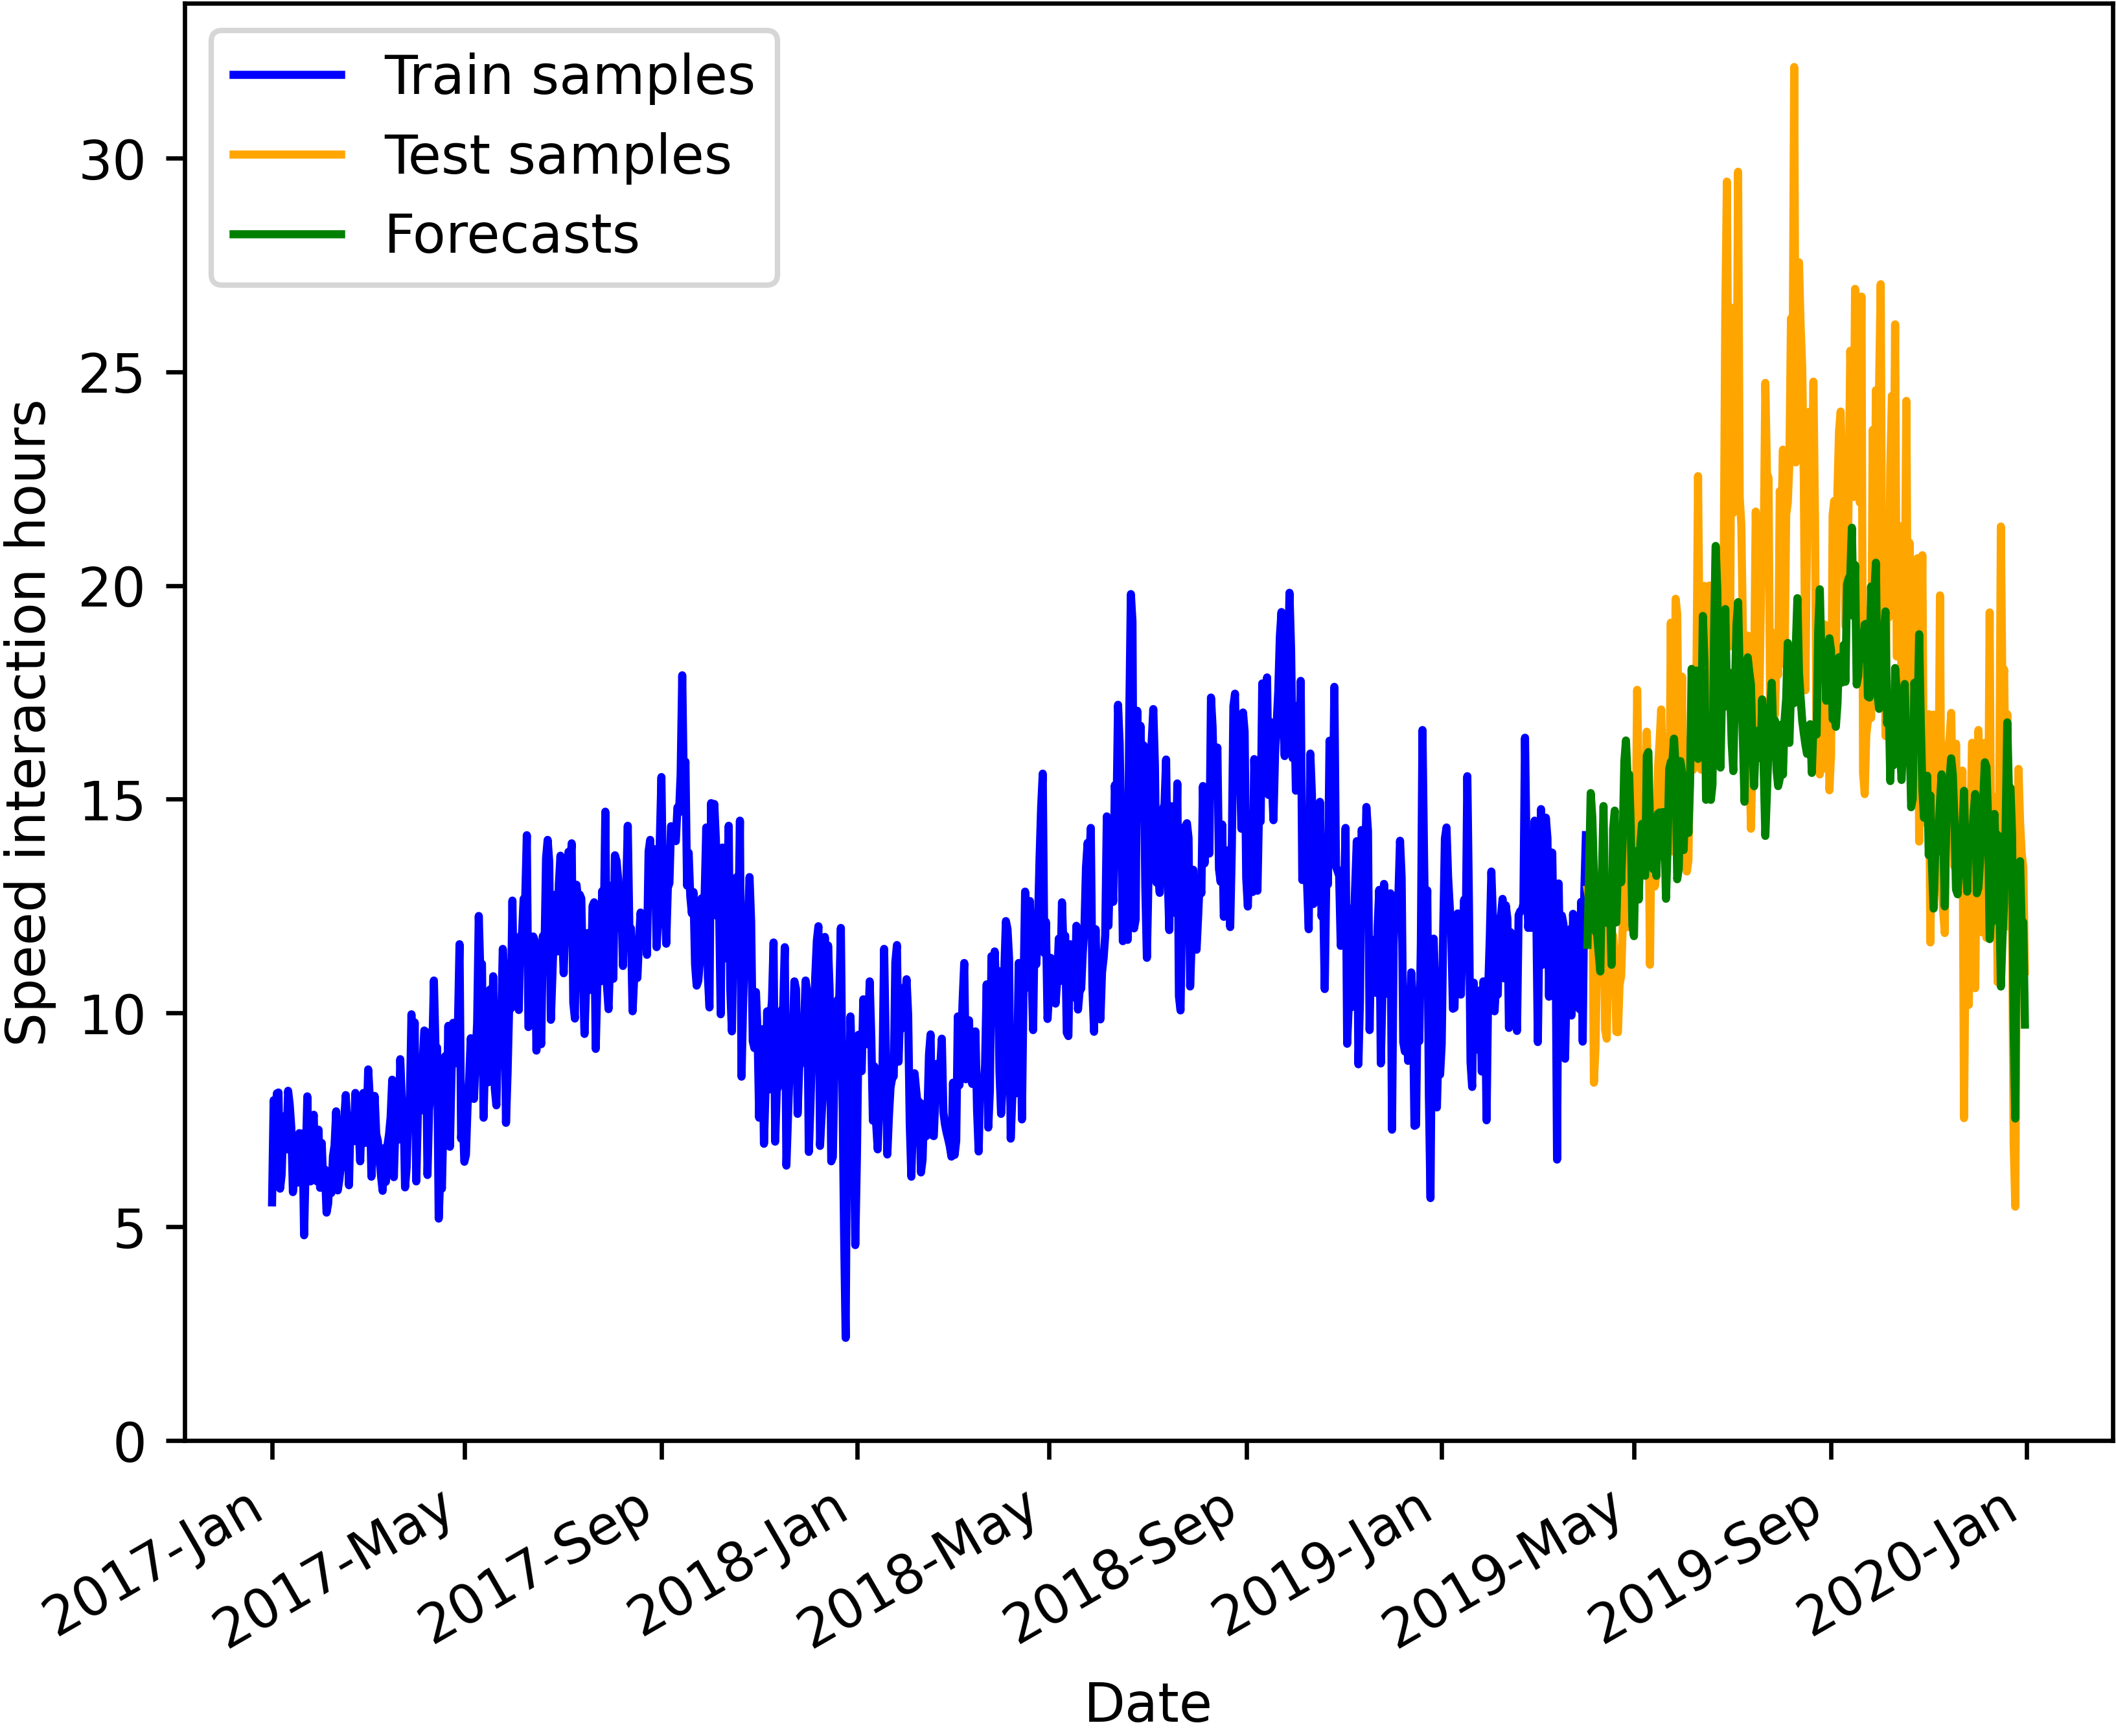 Train samples
Test samples
Forecasts
30
25
20
15
10
5
0
Speed interaction hours
2017-Jan
2017-May
2017-Sep
2018-Jan
2018-May
2018-Sep
2019-Jan
2019-May
2019-Sep
2020-Jan
Date